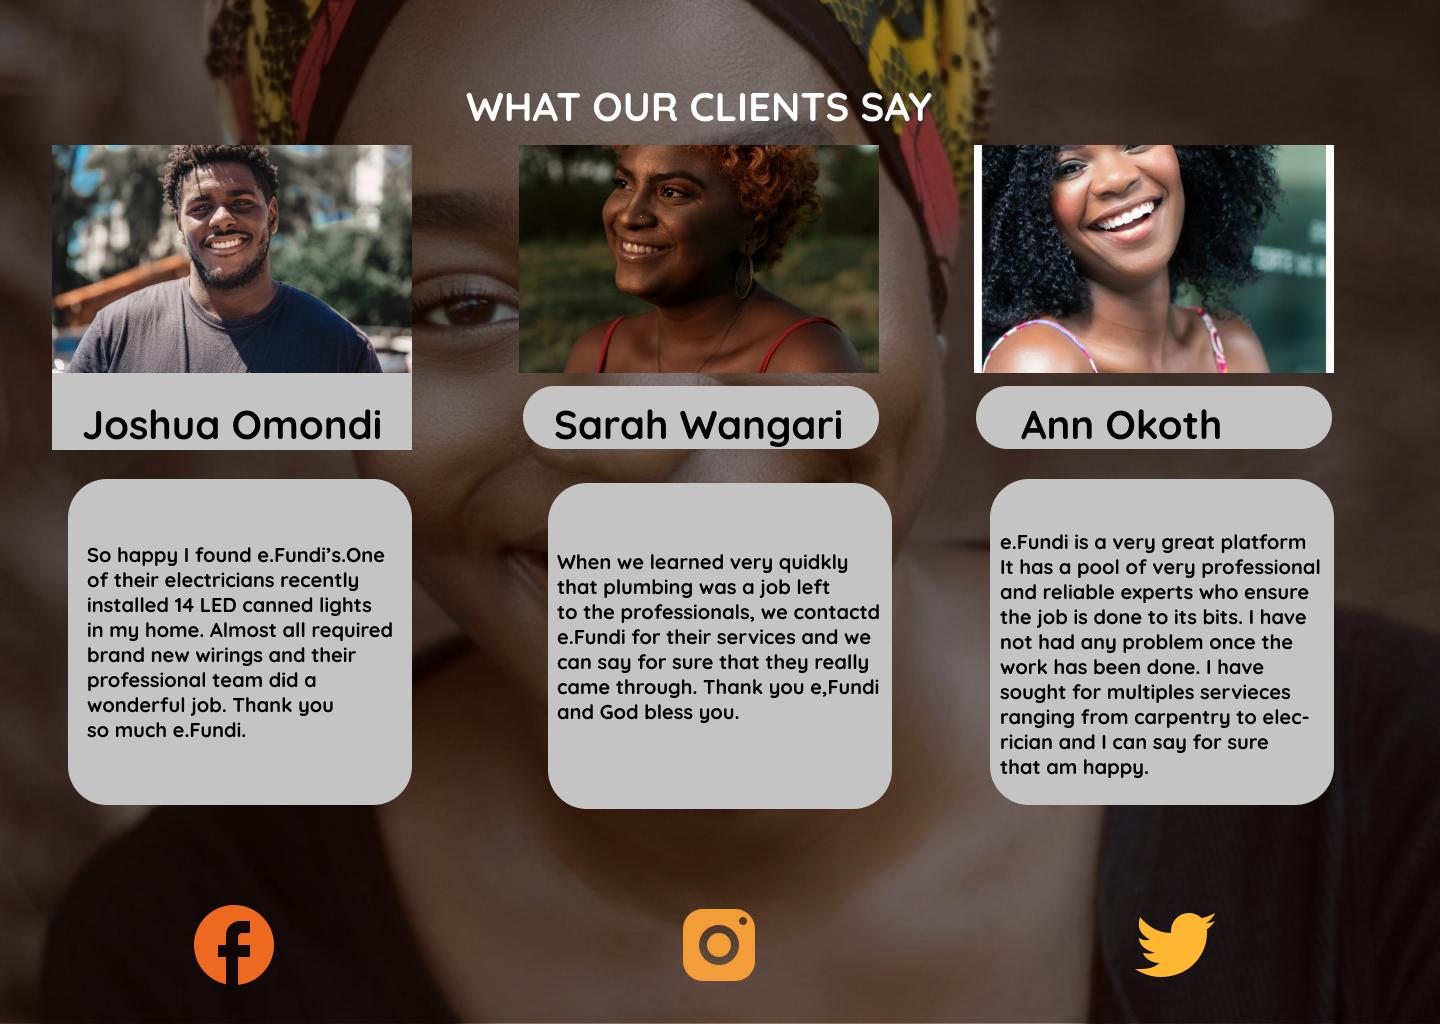 WHAT OUR CLIENTS SAY
Joshua Omondi
So happy I found e.Fundi’s.One
of their electricians recently
installed 14 LED canned lights
in my home. Almost all required
brand new wirings and their
professional team did a
wonderful job. Thank you
so much e.Fundi.
Sarah Wangari
When we learned very quidkly
that plumbing was a job left
to the professionals, we contactd
e.Fundi for their services and we
can say for sure that they really
came through. Thank you e,Fundi
and God bless you.
Ann Okoth
e.Fundi is a very great platform
It has a pool of very professional
and reliable experts who ensure
the job is done to its bits. I have
not had any problem once the
work has been done. I have
sought for multiples servieces
ranging from carpentry to elec-
rician and I can say for sure
that am happy.